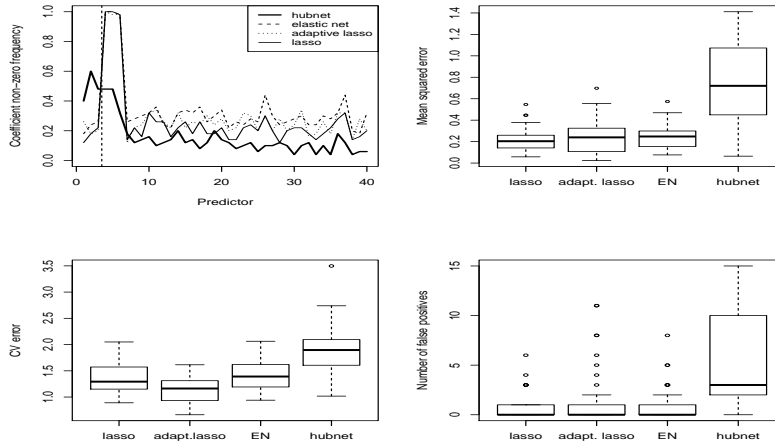 Coefficient non-zero frequency
0.0 0.2 0.4 0.6 0.8 1.0
hubnet
elastic net
adaptive lasso
lasso
0 10 20 30 40
Predictor
Mean squared error
0.0 0.2 0.4 0.6 0.8 1.0 1.2 1.4
lasso adapt. lasso EN hubnet
CV error
1.0 1.5 2.0 2.5 3.0 3.5
lasso adapt.lasso EN hubnet
Number of false positives
0 5 10 15
lasso adapt. lasso EN hubnet